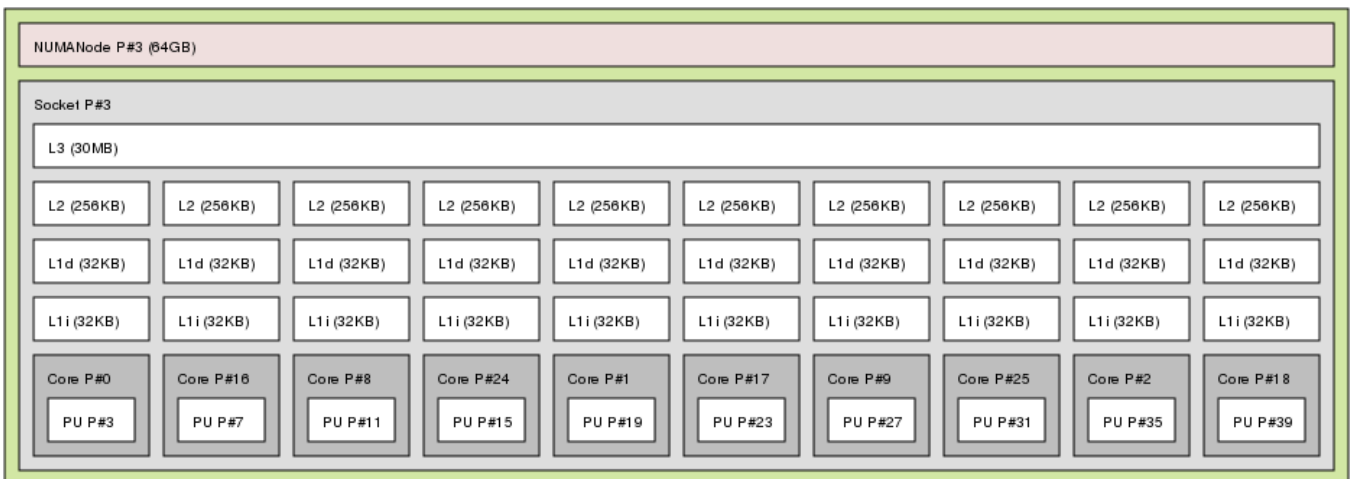 NUMANode P#3 (64GB)
Socket P#3
L3 (30MB)
L2 (256KB) L2 (256KB) L2 (256KB) L2 (256KB) L2 (256KB) L2 (256KB) L2 (256KB) L2 (256KB) L2 (256KB) L2 (256KB)
L1d (32KB) L1d (32KB) L1d (32KB) L1d (32KB) L1d (32KB) L1d (32KB) L1d (32KB) L1d (32KB) L1d (32KB) L1d (32KB)
L1i (32KB) L1i (32KB) L1i (32KB) L1i (32KB) L1i (32KB) L1i (32KB) L1i (32KB) L1i (32KB) L1i (32KB) L1i (32KB)
Core P#0 Core P#16 Core P#8 Core P#24 Core P#1 Core P#17 Core P#9 Core P#25 Core P#2 Core P#18
PU P#3 PU P#7 PU P#11 PU P#15 PU P#19 PU P#23 PU P#27 PU P#31 PU P#35 PU P#39